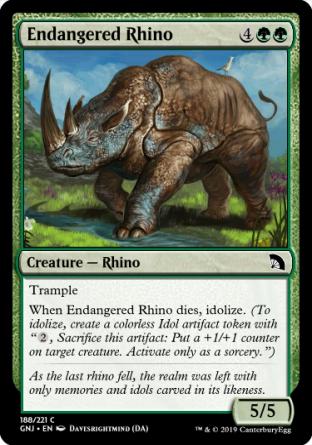 Endangered Rhino 4
Creature — Rhino
Trample
When Endangered Rhino dies, idolize. (To
idolize, create a colorless Idol artifact token with
“2, Sacrifice this artifact: Put a +1/+1 counter
on target creature. Activate only as a sorcery.”)
As the last rhino fell, the realm was left with
only memories and idols carved in its likeness.
5/5
188/221 C
GNJ • EN DAVESRIGHTMIND (DA)
™ & © 2019 CanterburyEgg